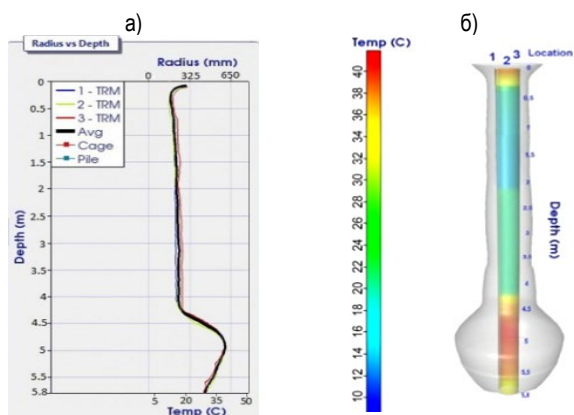 а)
Radius vs Depth
Radius (mm)
0 325 650
0
0.5
1
1.5
2
2.5
3
3.5
4
4.5
5
5.8
Depth (m)
1 - TRM
2 - TRM
3 - TRM
Avg
Cage
Pile
5 20 35 50
Temp (C)
Temp (C)
40
38
36
34
32
30
28
26
24
22
20
18
16
14
12
10
б)
1 2 3 Location
Depth (m)